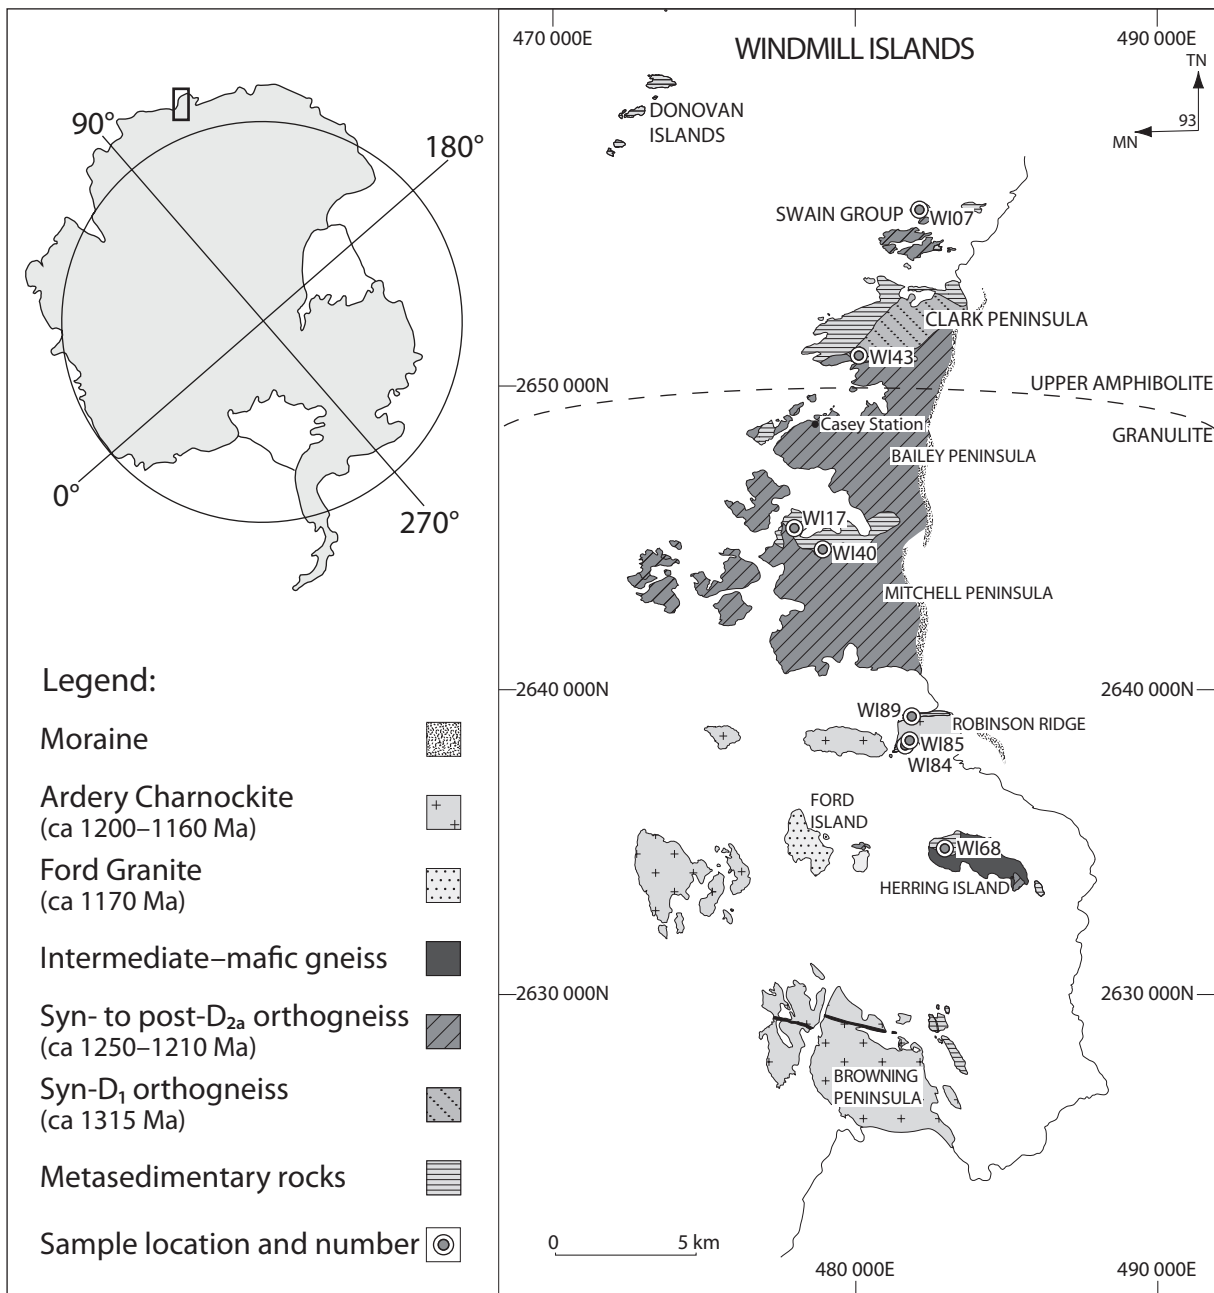 90°
180°
0°
270°
Legend:
Moraine
Ardery Charnockite
(ca 1200–1160 Ma)
Ford Granite
(ca 1170 Ma)
Intermediate–mafic gneiss
Syn- to post-D₂ₐ orthogneiss
(ca 1250–1210 Ma)
Syn-D₁ orthogneiss
(ca 1315 Ma)
Metasedimentary rocks
Sample location and number
470 000E
WINDMILL ISLANDS
490 000E
TN
93
MN
DONOVAN
ISLANDS
SWAIN GROUP
WI07
CLARK PENINSULA
WI43
2650 000N
UPPER AMPHIBOLITE
GRANULITE
Casey Station
BAILEY PENINSULA
WI17
WI40
MITCHELL PENINSULA
2640 000N
2640 000N
WI89
ROBINSON RIDGE
WI85
WI84
FORD
ISLAND
WI68
HERRING ISLAND
2630 000N
2630 000N
BROWNING
PENINSULA
0
5 km
480 000E
490 000E